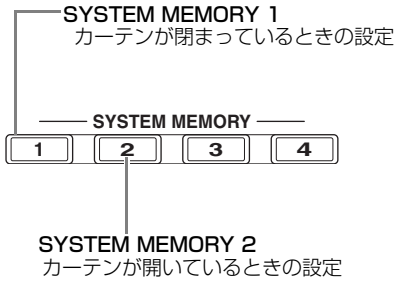 SYSTEM MEMORY 1
カーテンが閉まっているときの設定
SYSTEM MEMORY
1 2 3 4
SYSTEM MEMORY 2
カーテンが開いているときの設定